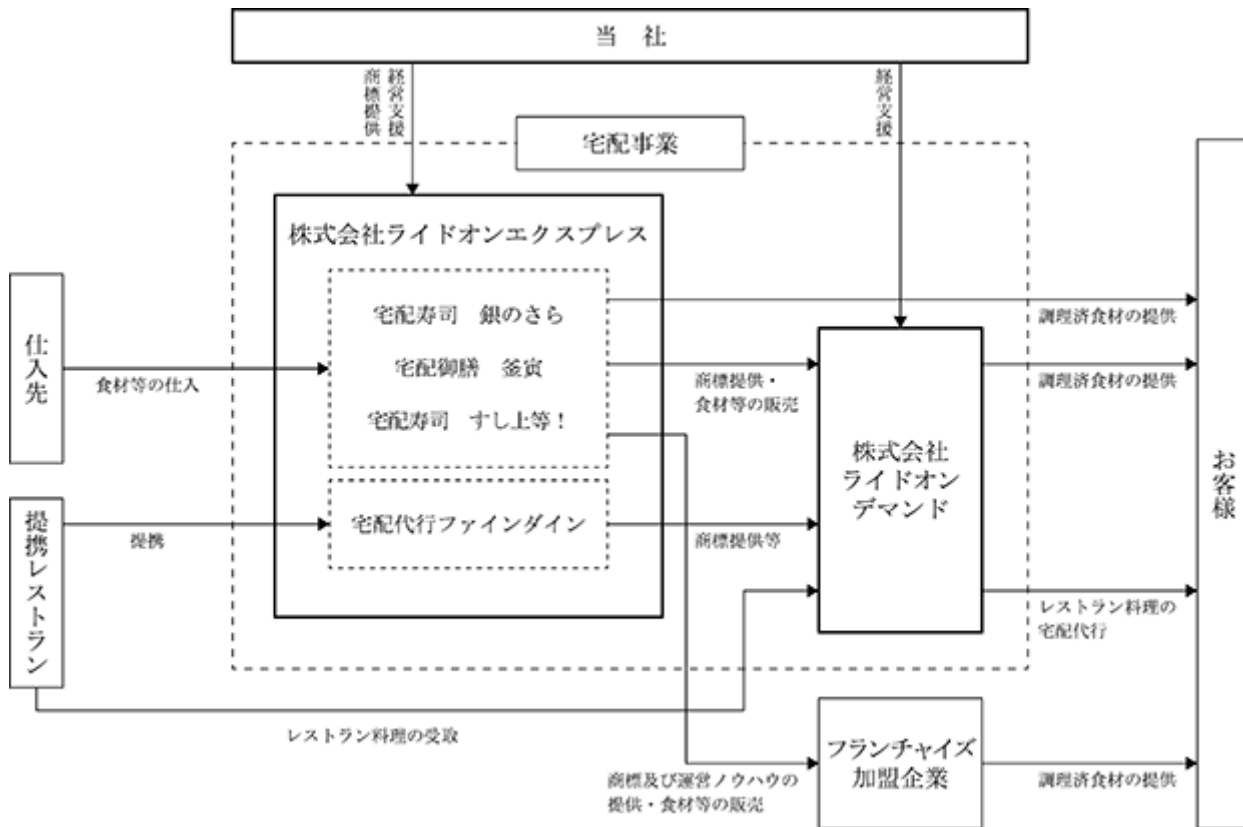 当　社
商標提供
経営支援
経営支援
宅配事業
株式会社ライドオンエクスプレス
宅配寿司　銀のさら
宅配御膳　釜寅
宅配寿司　すし上等！
宅配代行ファインダイン
仕入先
食材等の仕入
提携レストラン
提携
レストラン料理の受取
商標提供・
食材等の販売
商標提供等
商標及び運営ノウハウの
提供・食材等の販売
株式会社
ライドオン
デマンド
フランチャイズ
加盟企業
調理済食材の提供
調理済食材の提供
レストラン料理の
宅配代行
調理済食材の提供
お客様